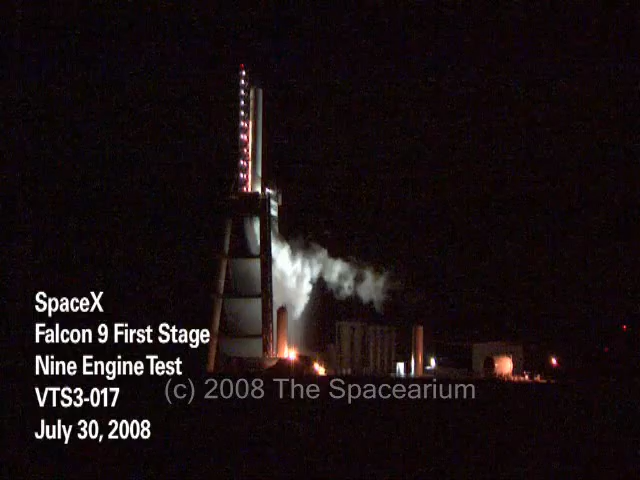 SpaceX
Falcon 9 First Stage
Nine Engine Test
VTS3-017
July 30, 2008
(c) 2008 The Spacearium